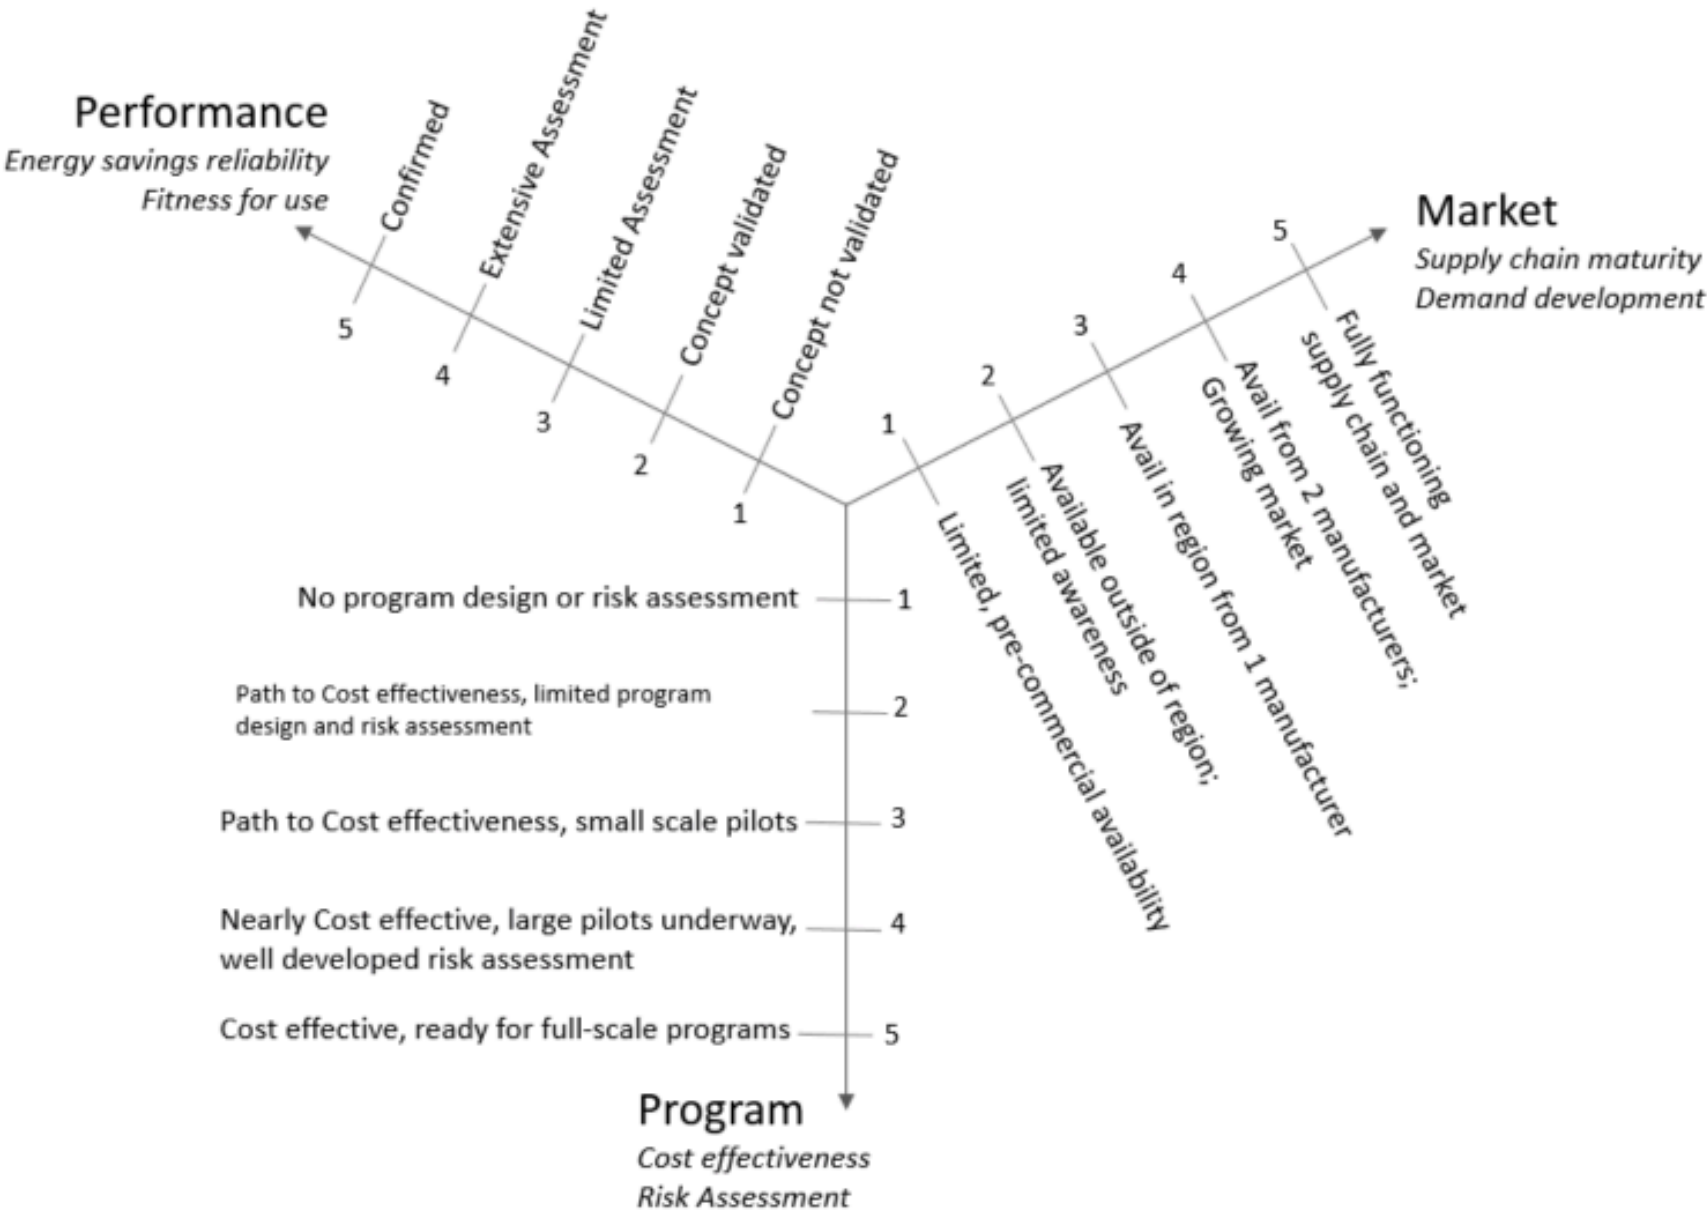 Performance
Energy savings reliability
Fitness for use
Confirmed
Extensive Assessment
Limited Assessment
Concept validated
Concept not validated
5
4
3
2
1
Market
Supply chain maturity
Demand development
1
2
3
4
5
Limited, pre-commercial availability
Available outside of region;
limited awareness
Avail in region from 1 manufacturer
Avail from 2 manufacturers;
Growing market
Fully functioning
supply chain and market
No program design or risk assessment
1
Path to Cost effectiveness, limited program
design and risk assessment
2
Path to Cost effectiveness, small scale pilots
3
Nearly Cost effective, large pilots underway,
well developed risk assessment
4
Cost effective, ready for full-scale programs
5
Program
Cost effectiveness
Risk Assessment